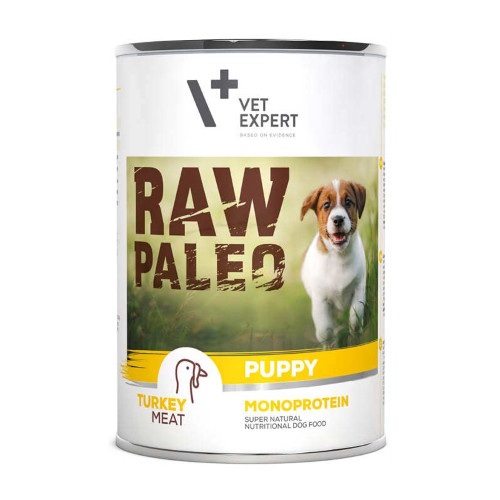 VET
EXPERT
BASED ON EVIDENCE
RAW
PALEO
PUPPY
TURKEY
MEAT
MONOPROTEIN
SUPER NATURAL
NUTRITIONAL DOG FOOD